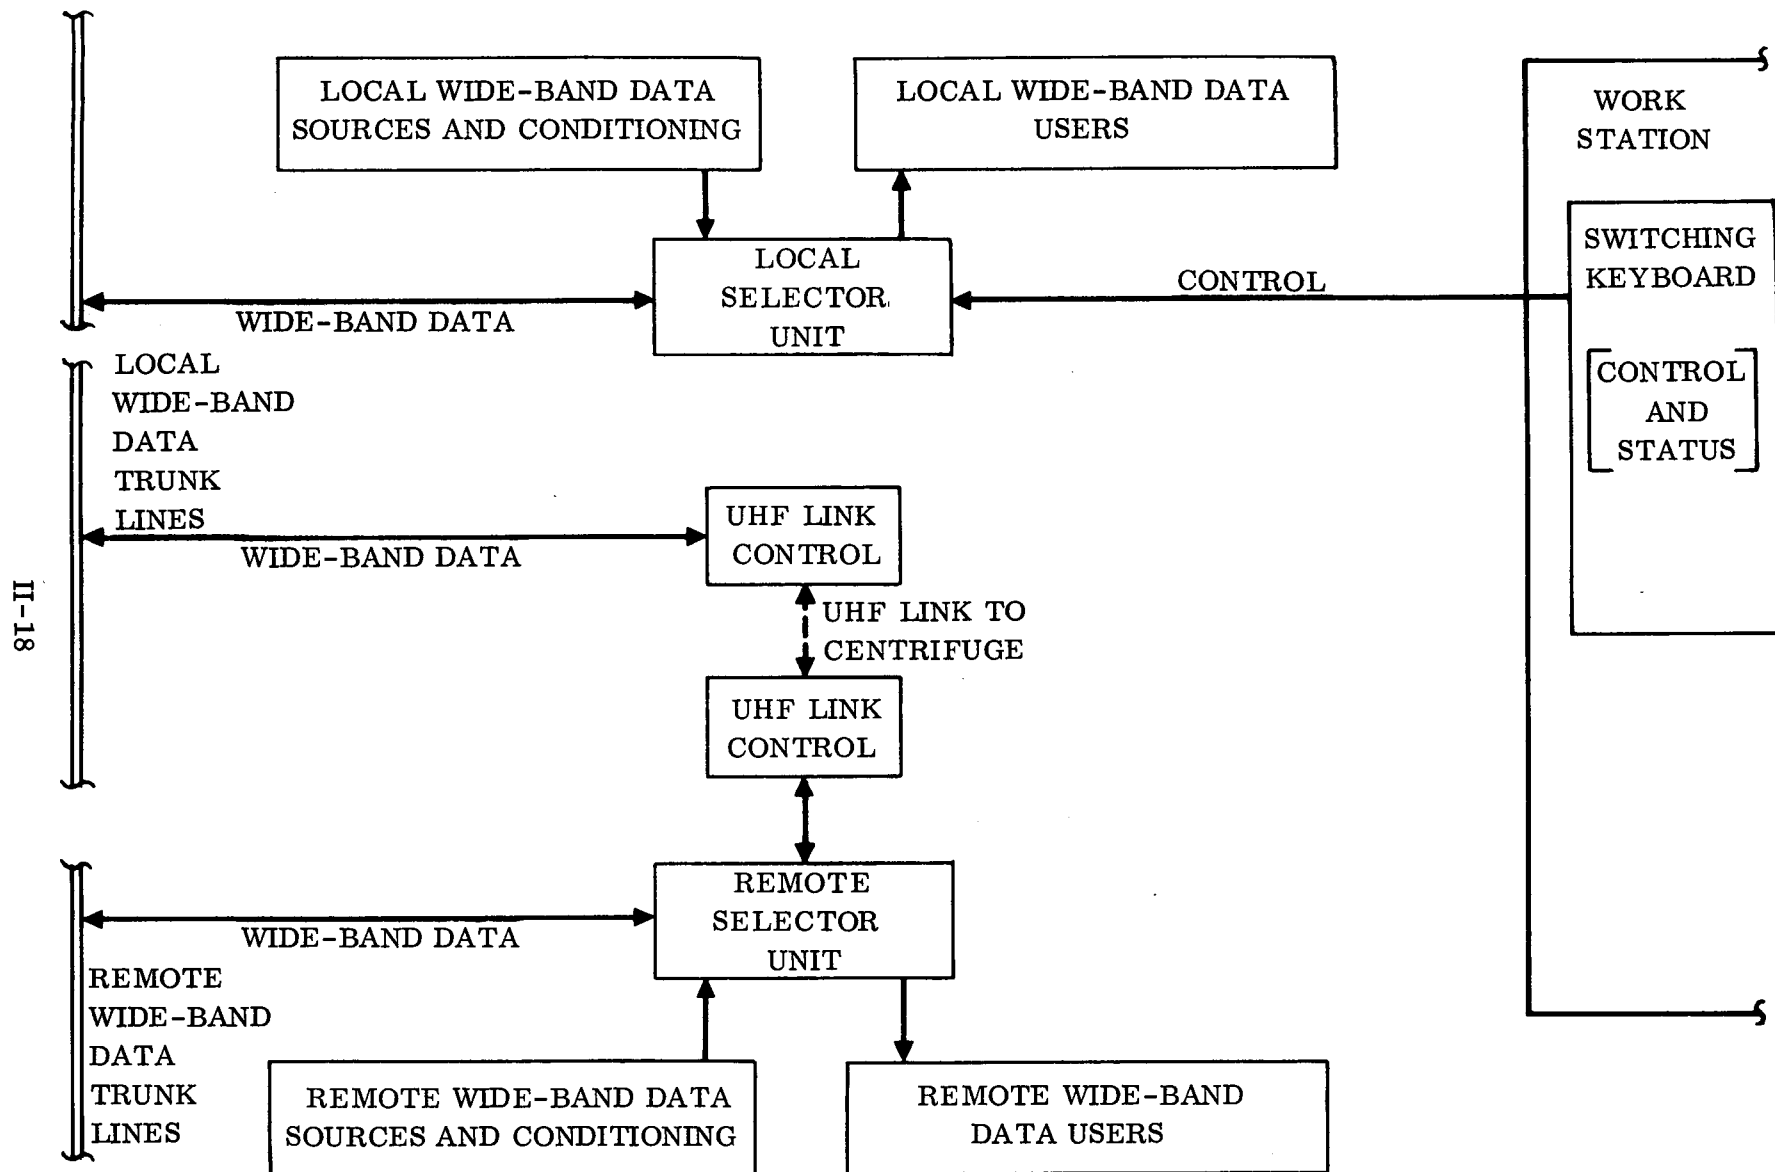 LOCAL WIDE-BAND DATA
SOURCES AND CONDITIONING
LOCAL WIDE-BAND DATA
USERS
WORK
STATION
LOCAL
SELECTOR
UNIT
CONTROL
SWITCHING
KEYBOARD
CONTROL
AND
STATUS
WIDE-BAND DATA
LOCAL
WIDE-BAND
DATA
TRUNK
LINES
UHF LINK
CONTROL
WIDE-BAND DATA
UHF LINK TO
CENTRIFUGE
UHF LINK
CONTROL
II-18
REMOTE
SELECTOR
UNIT
WIDE-BAND DATA
REMOTE
WIDE-BAND
DATA
TRUNK
LINES
REMOTE WIDE-BAND DATA
SOURCES AND CONDITIONING
REMOTE WIDE-BAND
DATA USERS